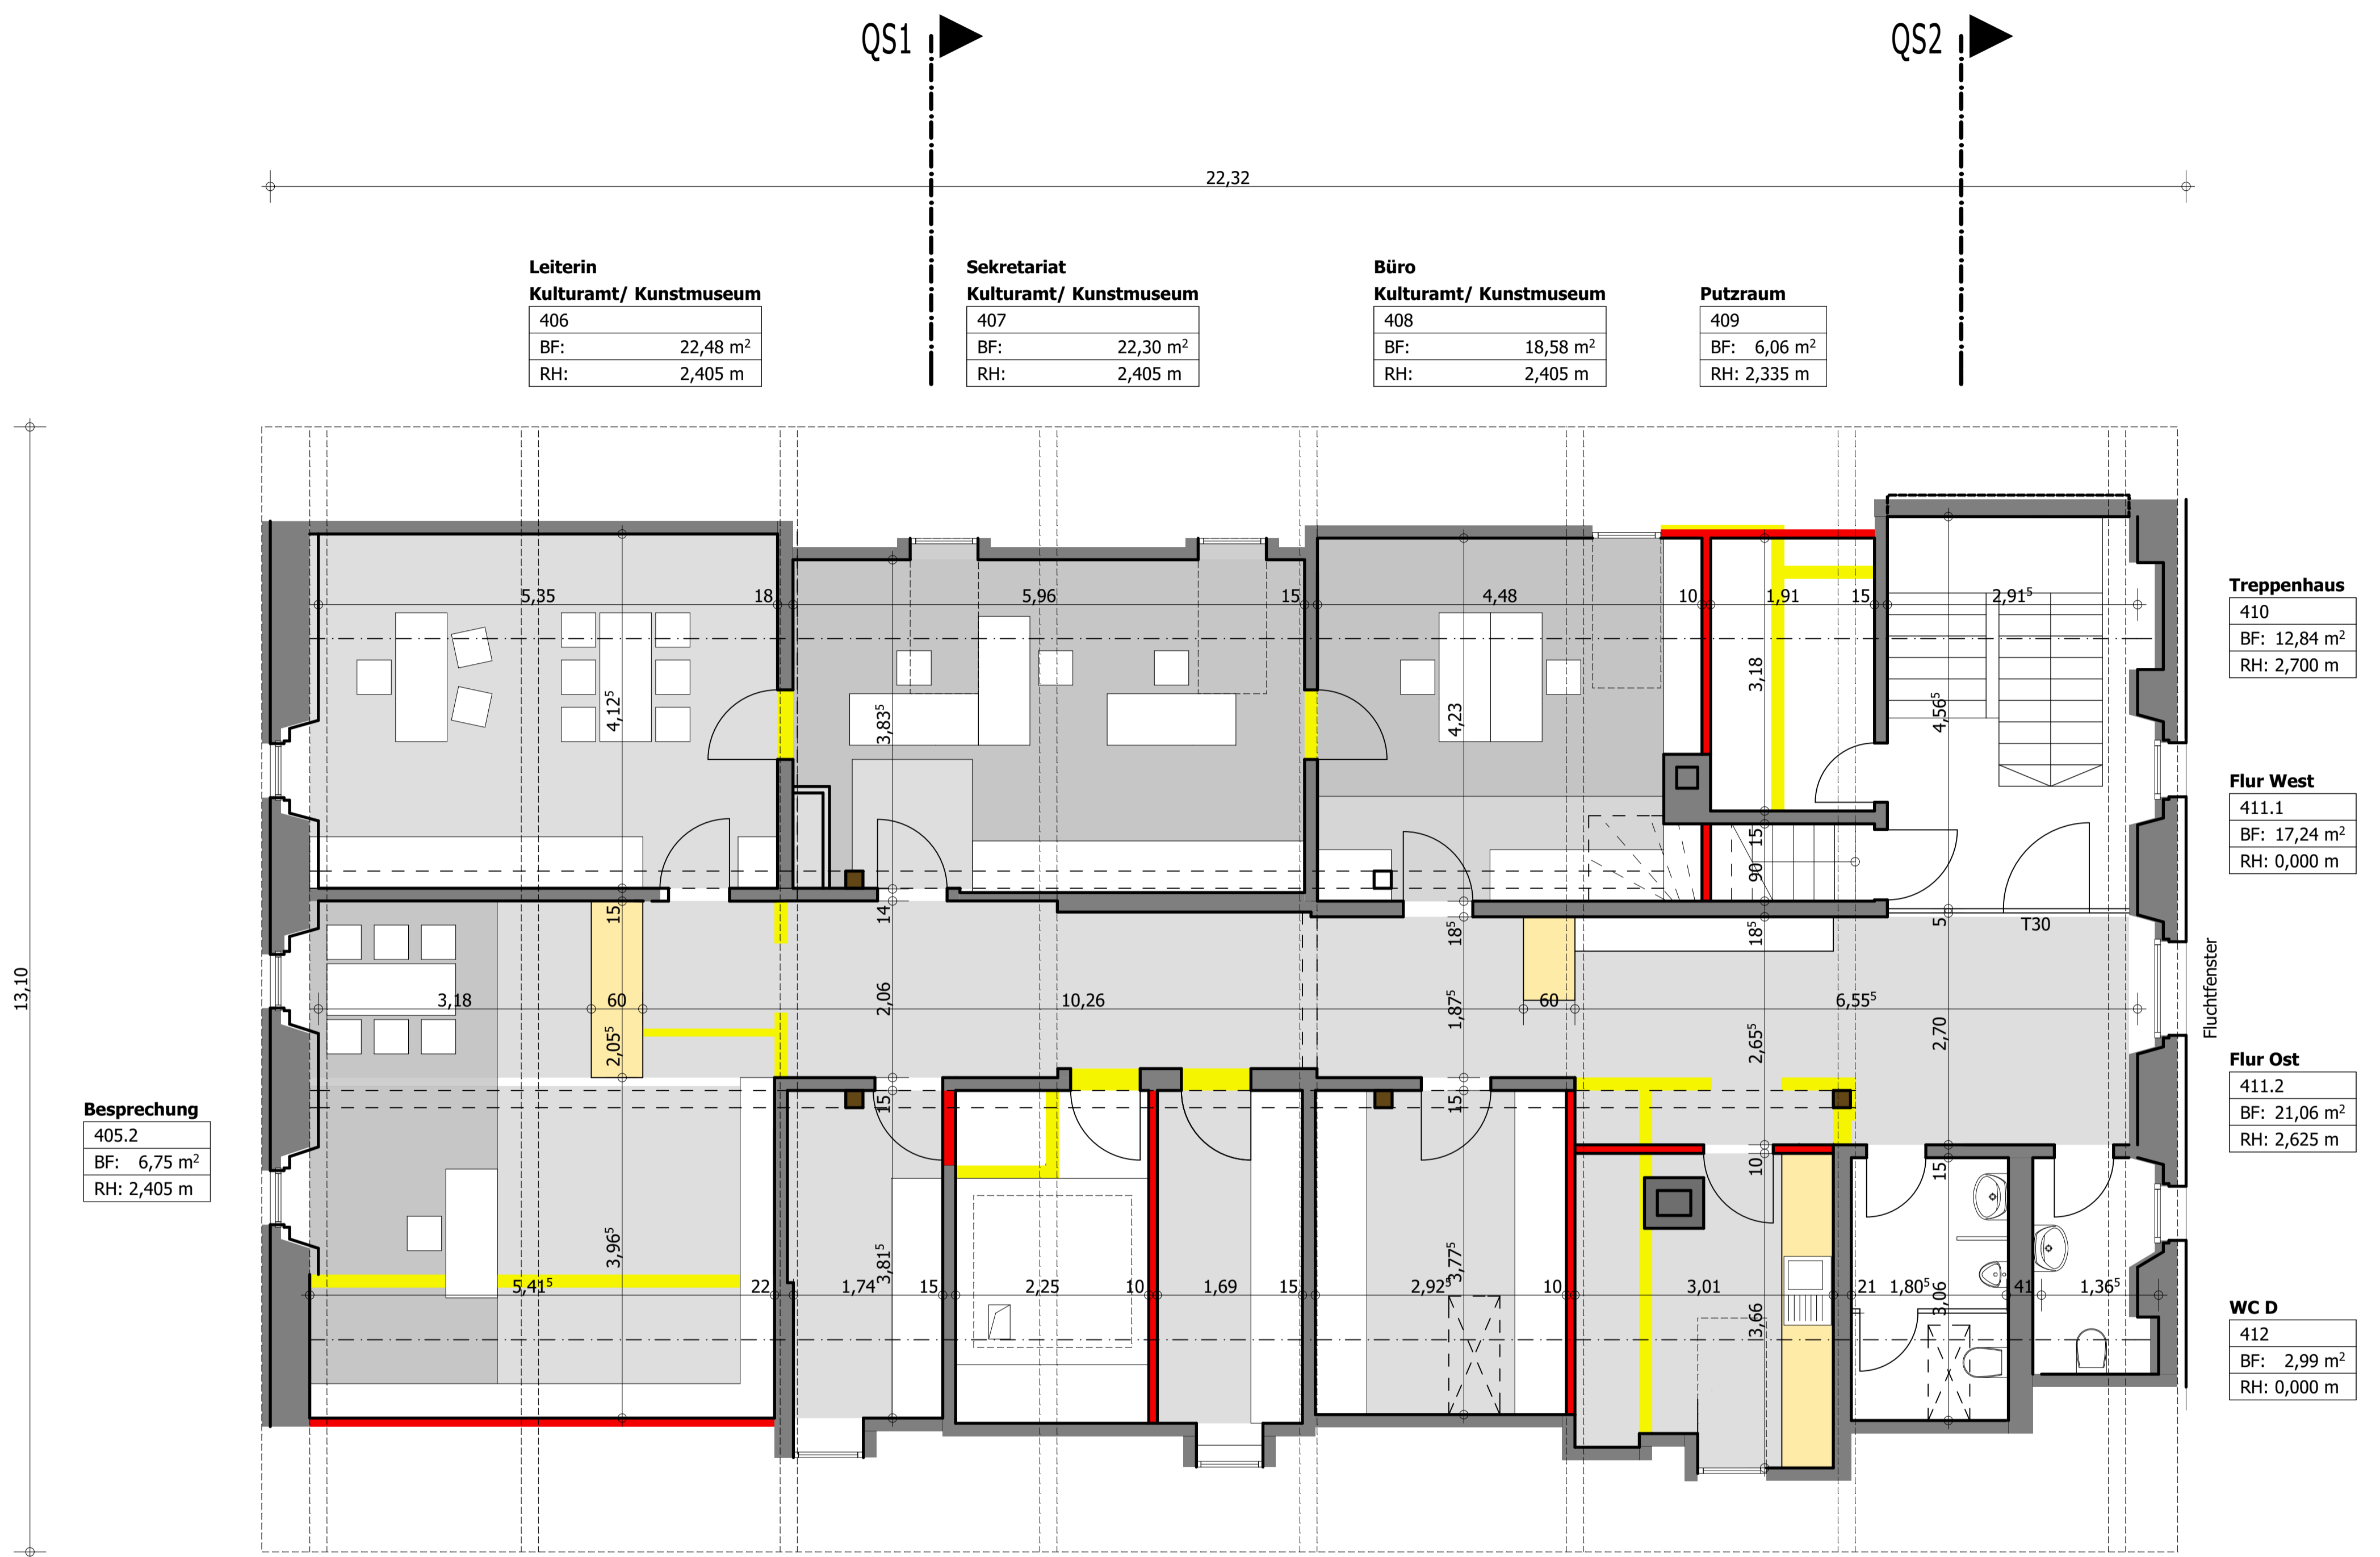 QS1
QS2
22,32
Leiterin
Kulturamt/ Kunstmuseum
406
BF: 22,48 m²
RH: 2,405 m
Sekretariat
Kulturamt/ Kunstmuseum
407
BF: 22,30 m²
RH: 2,405 m
Büro
Kulturamt/ Kunstmuseum
408
BF: 18,58 m²
RH: 2,405 m
Putzraum
409
BF: 6,06 m²
RH: 2,335 m
Treppenhaus
410
BF: 12,84 m²
RH: 2,700 m
Flur West
411.1
BF: 17,24 m²
RH: 0,000 m
Flur Ost
411.2
BF: 21,06 m²
RH: 2,625 m
WC D
412
BF: 2,99 m²
RH: 0,000 m
Besprechung
405.2
BF: 6,75 m²
RH: 2,405 m
13,10
Fluchtfenster
5,35
18
5,96
15
4,48
10
1,91
15
2,91⁵
4,12⁵
3,83⁵
4,23
3,18
4,56⁵
15
90
15
14
18⁵
18⁵
5
T30
3,18
60
10,26
60
6,55⁵
2,05⁵
2,06
1,87⁵
2,65⁵
2,70
15
15
10
15
3,96⁵
3,81⁵
3,77⁵
3,66
3,06
5,41⁵
22
1,74
15
2,25
10
1,69
15
2,92⁵
10
3,01
21
1,80⁵
41
1,36⁵